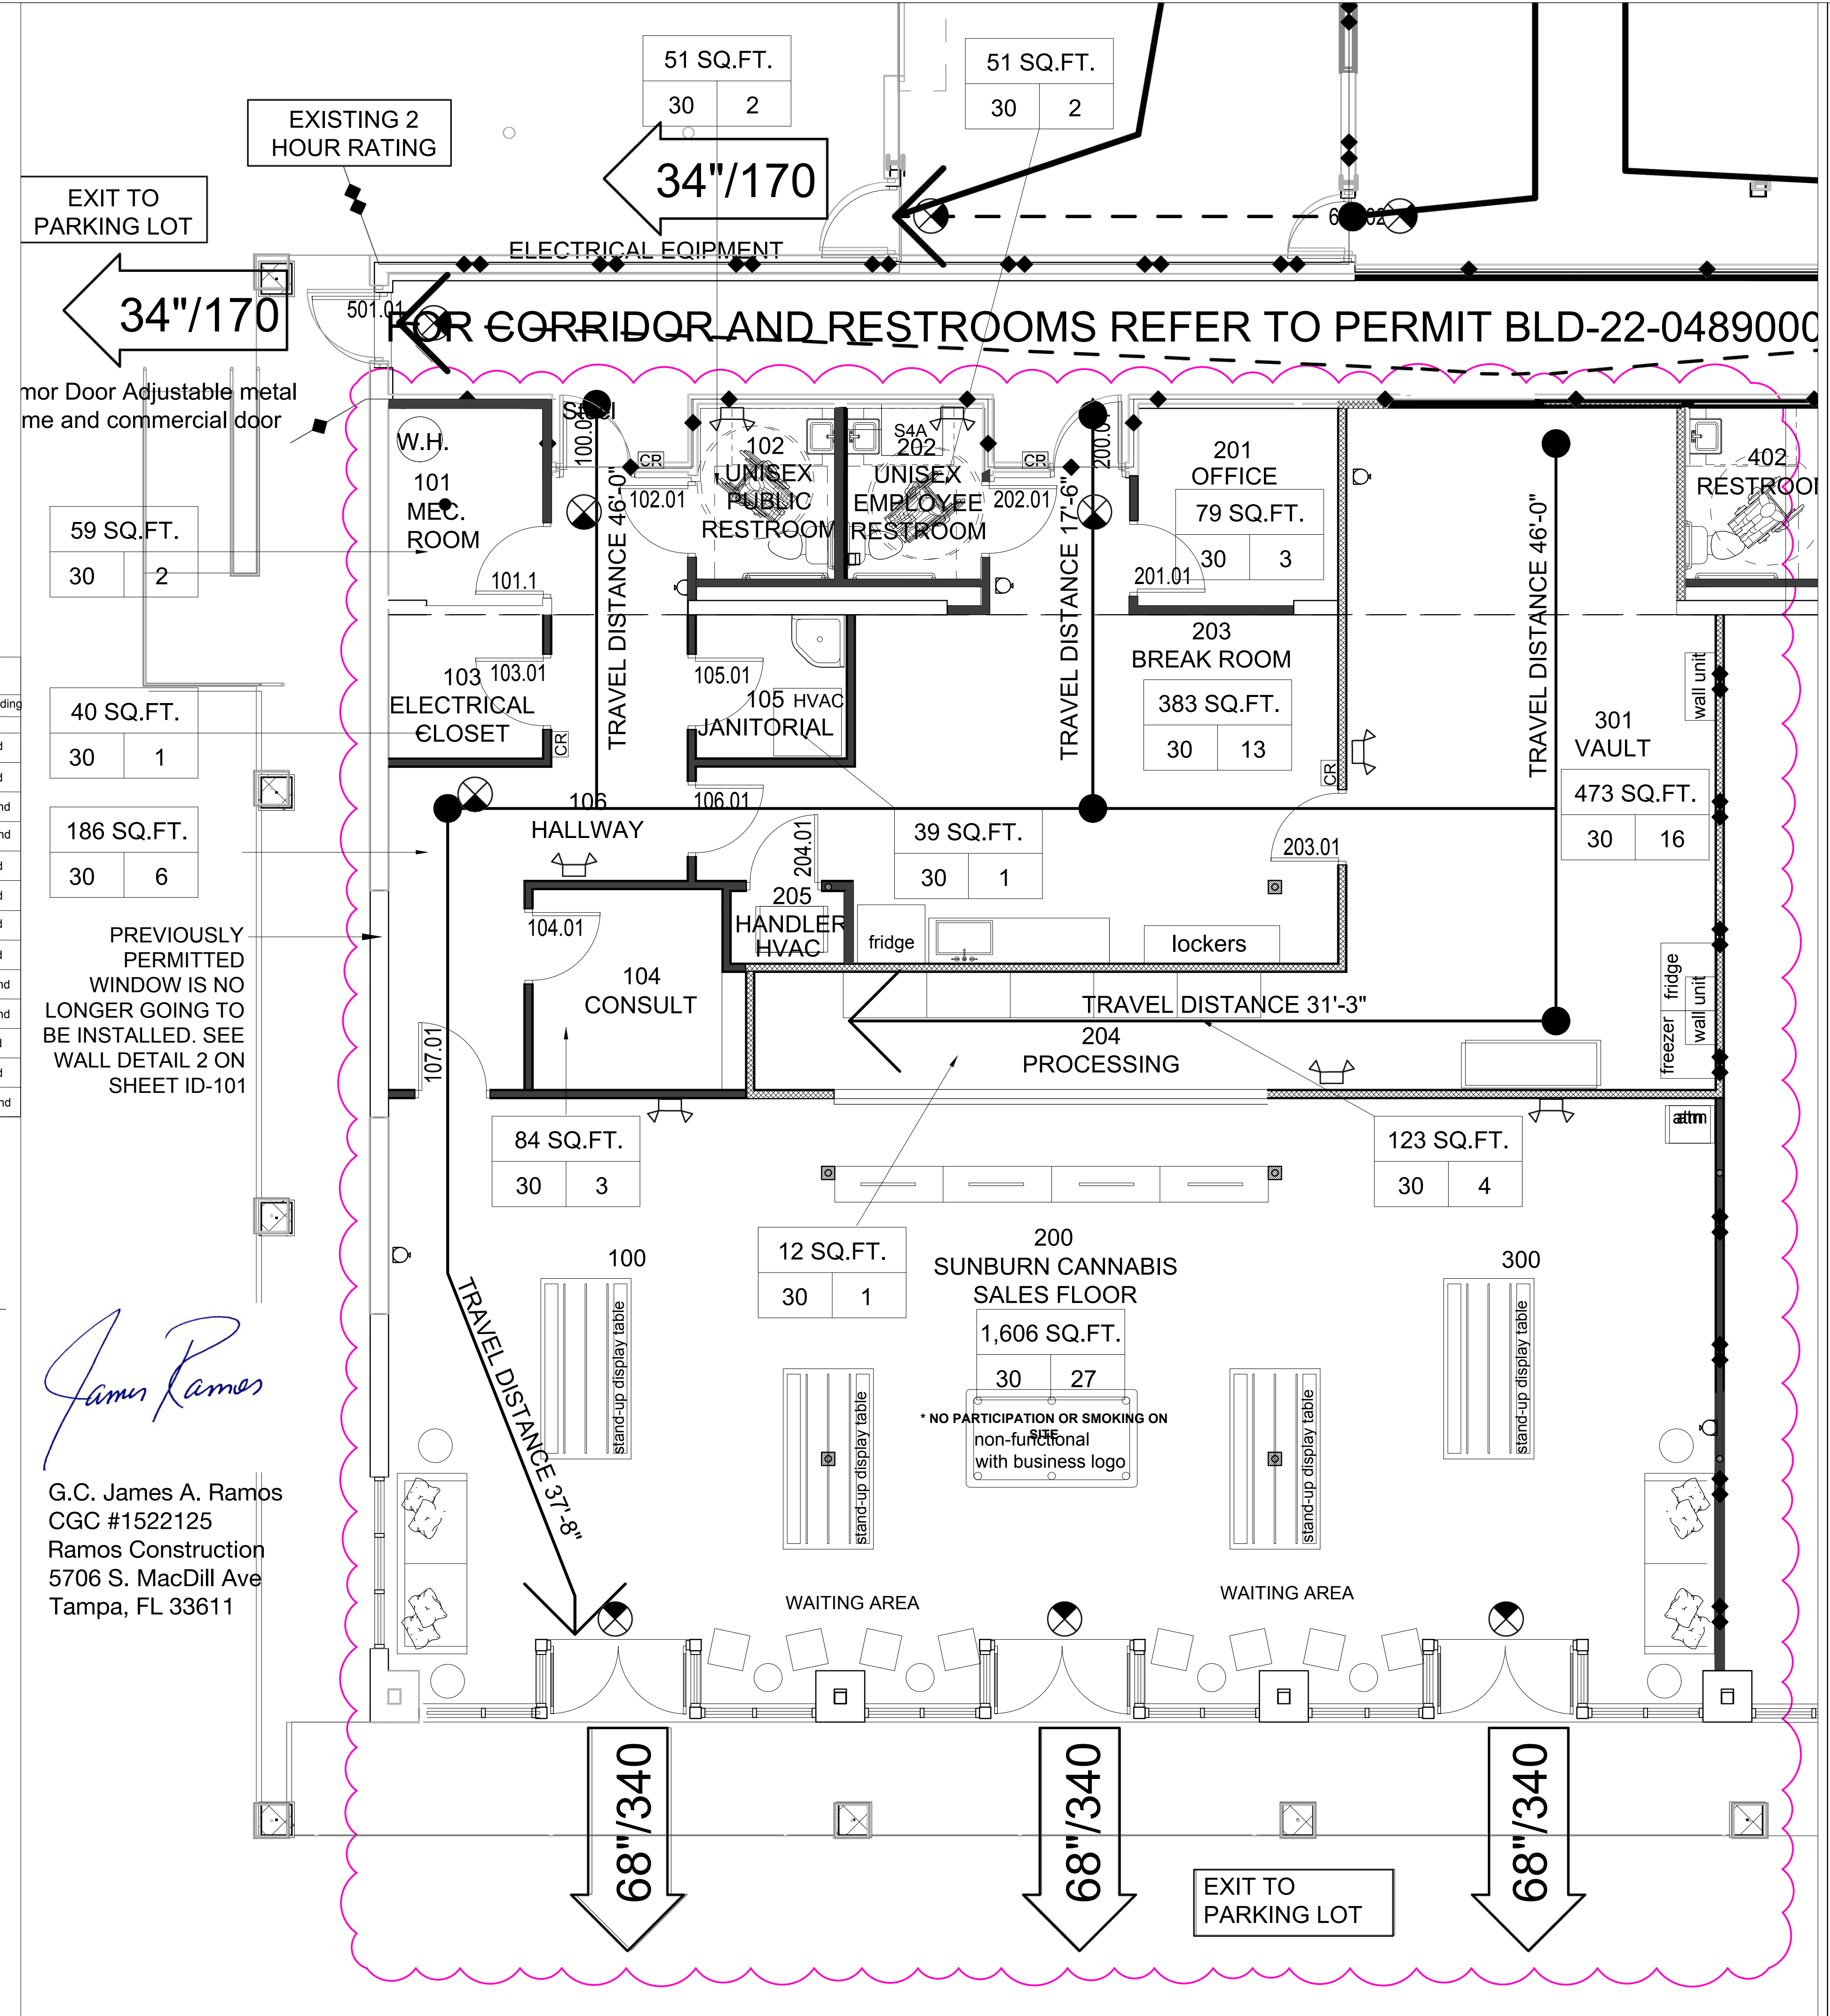 51 SQ.FT.
30 2
51 SQ.FT.
30 2
EXISTING 2
HOUR RATING
34"/170
EXIT TO
PARKING LOT
ELECTRICAL EQIPMENT
34"/170
501.01
FOR CORRIDOR AND RESTROOMS REFER TO PERMIT BLD-22-0489000
mor Door Adjustable metal
me and commercial door
Steel
W.H.
101
MEC.
ROOM
101.1
CR
102
UNISEX
PUBLIC
RESTROOM
102.01
S4A
202
UNISEX
EMPLOYEE
RESTROOM
CR
202.01
201
OFFICE
79 SQ.FT.
30 3
201.01
402
59 SQ.FT.
30 2
TRAVEL DISTANCE 46'-0"
TRAVEL DISTANCE 17'-6"
TRAVEL DISTANCE 46'-0"
103
ELECTRICAL
CLOSET
103.01
CR
105.01
105 HVAC
JANITORIAL
203
BREAK ROOM
383 SQ.FT.
30 13
CR
wall unit
301
VAULT
473 SQ.FT.
30 16
40 SQ.FT.
30 1
186 SQ.FT.
30 6
106
HALLWAY
106.01
204.01
39 SQ.FT.
30 1
203.01
205
HANDLER
HVAC
fridge
lockers
104.01
104
CONSULT
107.01
fridge
freezer
wall unit
TRAVEL DISTANCE 31'-3"
204
PROCESSING
PREVIOUSLY
PERMITTED
WINDOW IS NO
LONGER GOING TO
BE INSTALLED. SEE
WALL DETAIL 2 ON
SHEET ID-101
84 SQ.FT.
30 3
123 SQ.FT.
30 4
atm
12 SQ.FT.
30 1
100
200
SUNBURN CANNABIS
SALES FLOOR
1,606 SQ.FT.
30 27
* NO PARTICIPATION OR SMOKING ON
SITE
non-functional
with business logo
300
stand-up display table
stand-up display table
stand-up display table
stand-up display table
TRAVEL DISTANCE 37'-8"
James Ramos
G.C. James A. Ramos
CGC #1522125
Ramos Construction
5706 S. MacDill Ave
Tampa, FL 33611
WAITING AREA
WAITING AREA
68"/340
68"/340
68"/340
EXIT TO
PARKING LOT